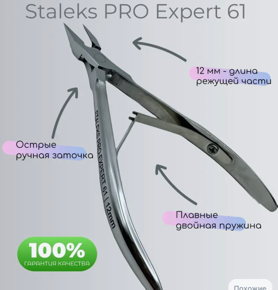 Staleks PRO Expert 61
12 мм - длина
режущей части
Острые
ручная заточка
Плавные
двойная пружина
100%
ГАРАНТИЯ КАЧЕСТВА
Похожие